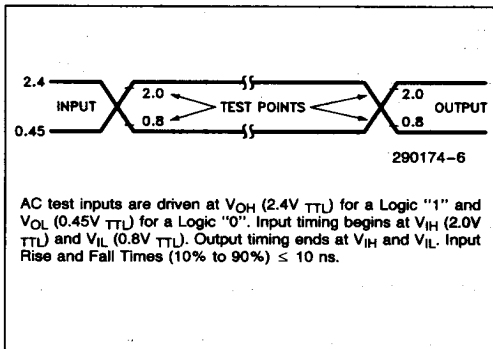 2.4
INPUT
0.45
2.0
0.8
TEST POINTS
2.0
0.8
OUTPUT
290174-6
AC test inputs are driven at VOH (2.4V TTL) for a Logic "1" and
VOL (0.45V TTL) for a Logic "0". Input timing begins at VIH (2.0V
TTL) and VIL (0.8V TTL). Output timing ends at VIH and VIL. Input
Rise and Fall Times (10% to 90%) ≤ 10 ns.